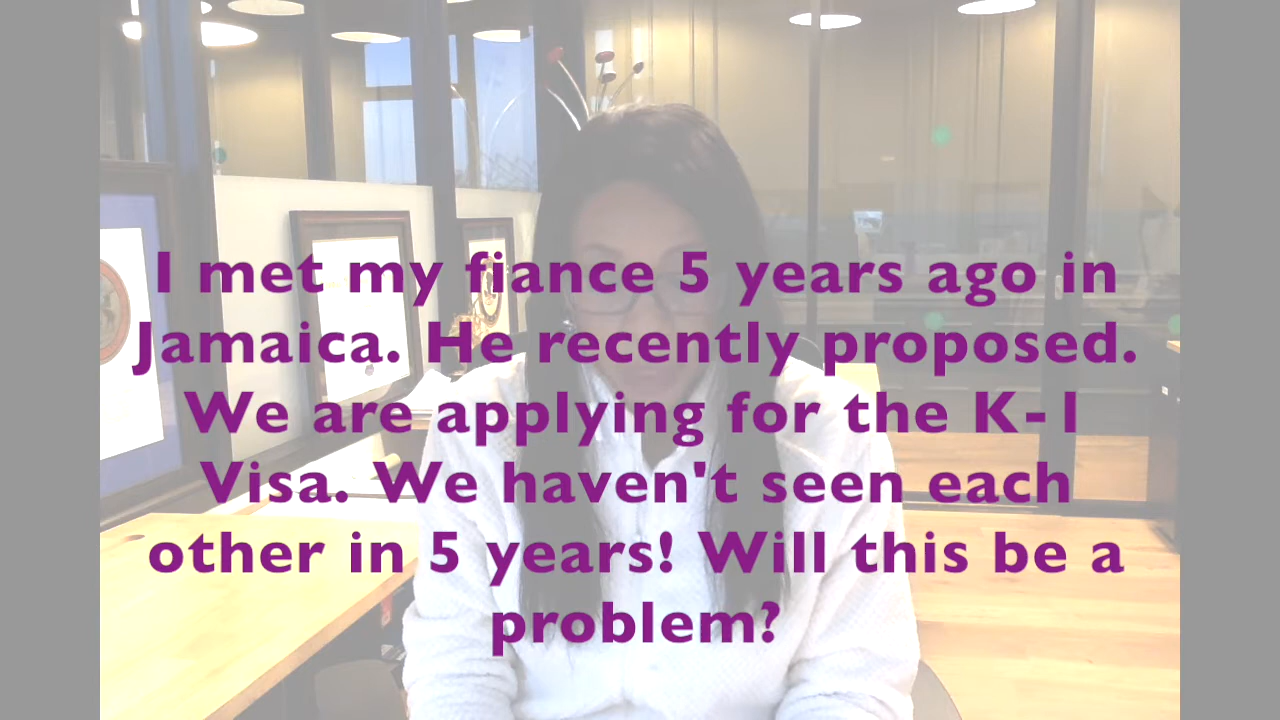 I met my fiance 5 years ago in
Jamaica. He recently proposed.
We are applying for the K-1
Visa. We haven't seen each
other in 5 years! Will this be a
problem?